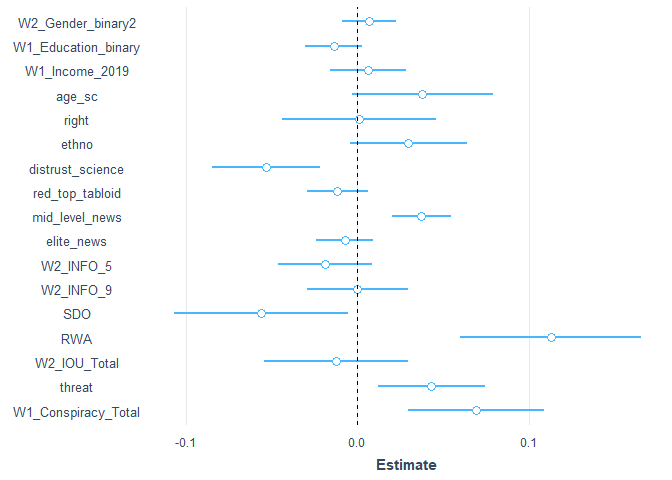 W2_Gender_binary2
W1_Education_binary
W1_Income_2019
age_sc
right
ethno
distrust_science
red_top_tabloid
mid_level_news
elite_news
W2_INFO_5
W2_INFO_9
SDO
RWA
W2_IOU_Total
threat
W1_Conspiracy_Total
-0.1 0.0 0.1
Estimate